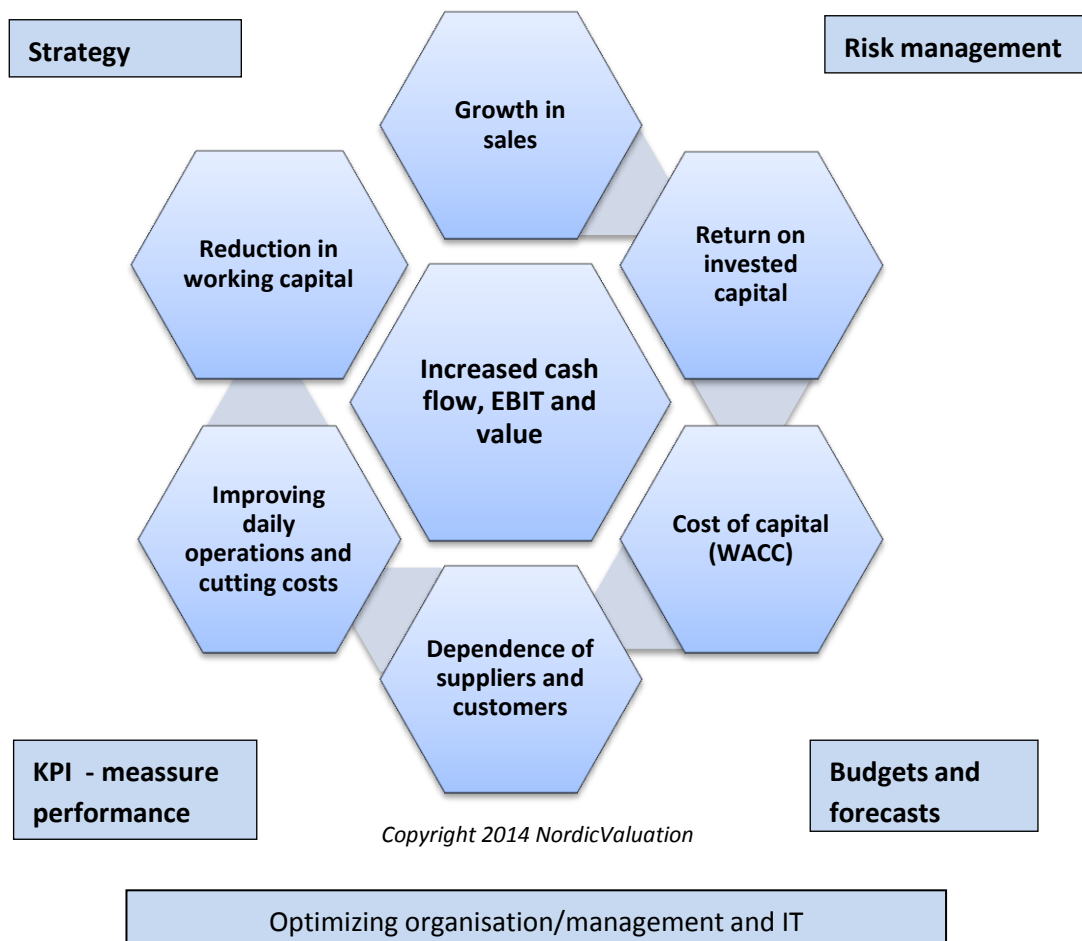 Strategy
Risk management
Growth in
sales
Reduction in
working capital
Return on
invested
capital
Increased cash
flow, EBIT and
value
Improving
daily
operations and
cutting costs
Cost of capital
(WACC)
Dependence of
suppliers and
customers
KPI - meassure
performance
Budgets and
forecasts
Copyright 2014 NordicValuation
Optimizing organisation/management and IT